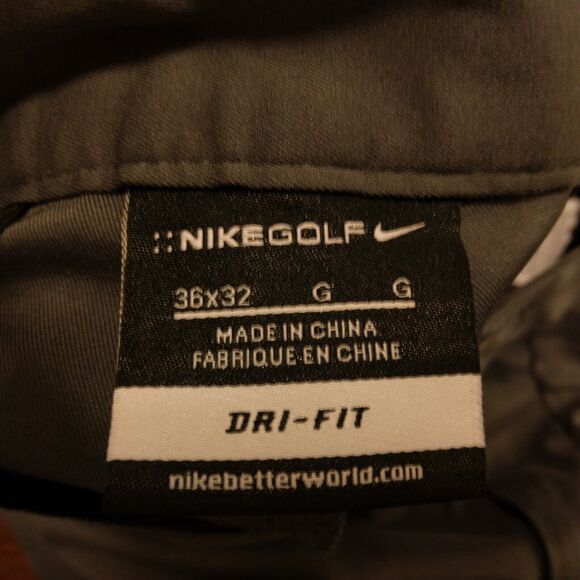 NIKEGOLF
36X32 G G
MADE IN CHINA
FABRIQUE EN CHINE
DRI-FIT
nikebetterworld.com